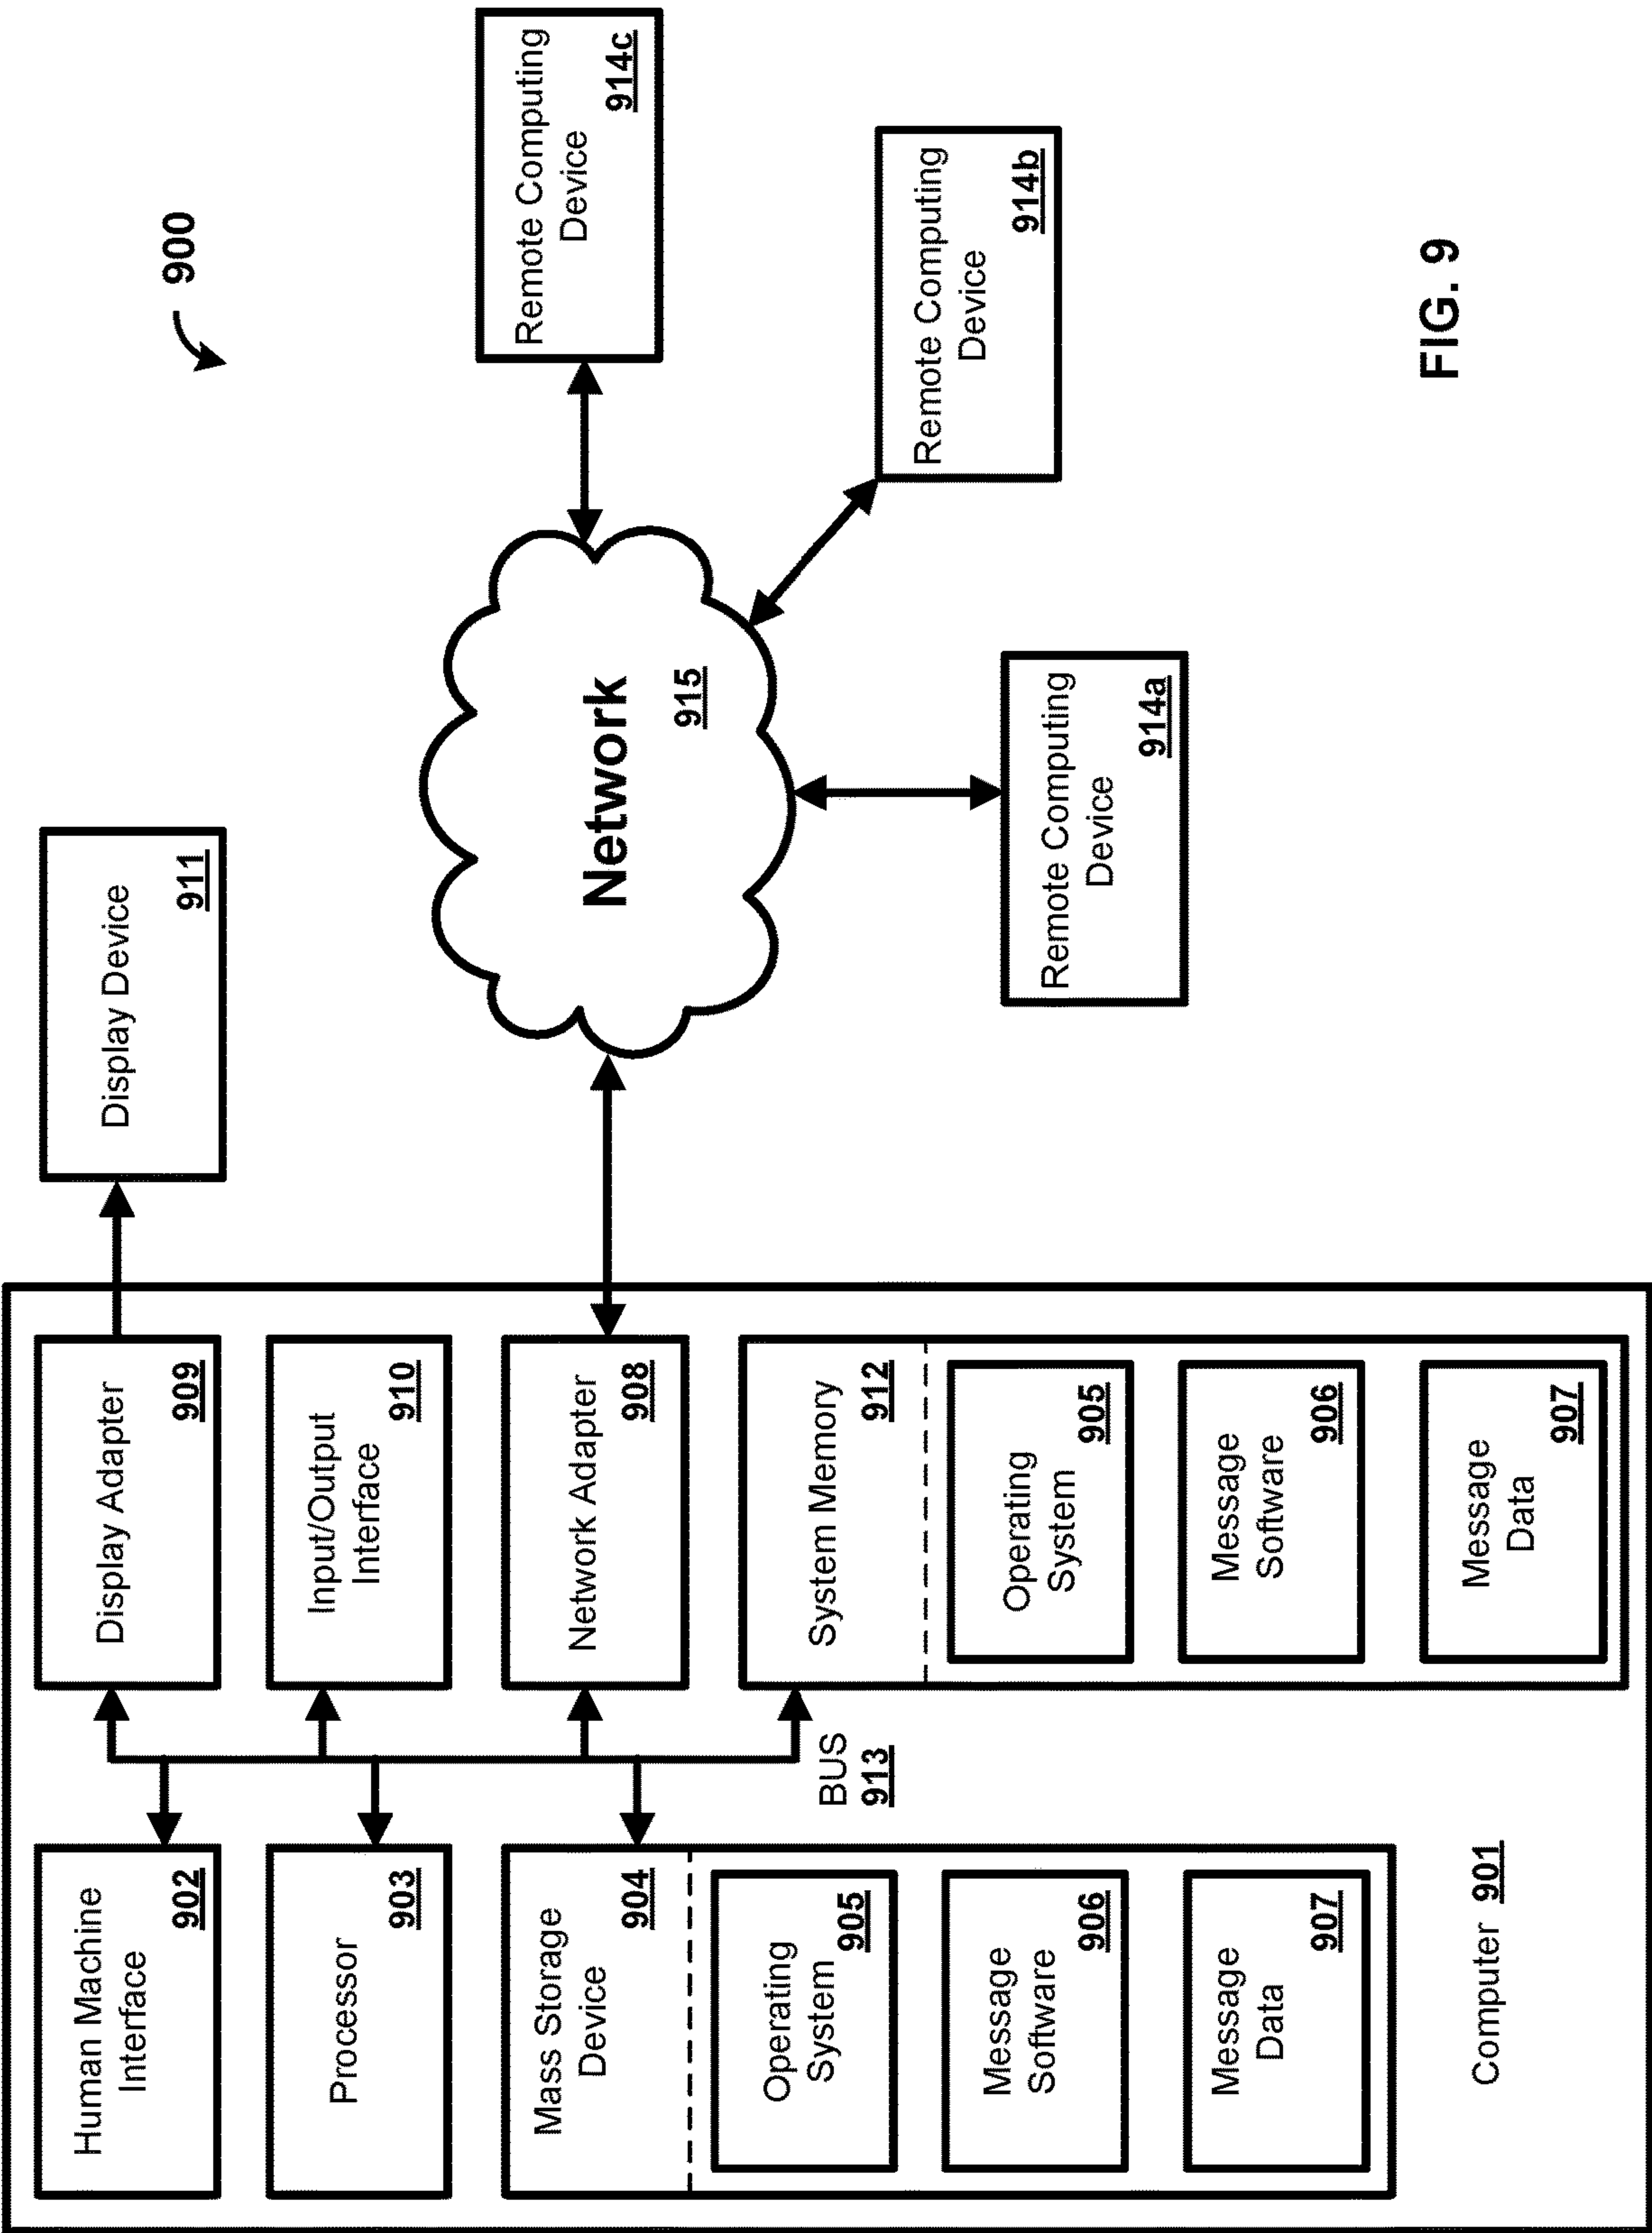 900
Human Machine
Interface
902
Display Adapter
909
Display Device
911
Processor
903
Input/Output
Interface
910
Mass Storage
Device
904
Operating
System
905
Message
Software
906
Message
Data
907
Network Adapter
908
BUS
913
System Memory
912
Operating
System
905
Message
Software
906
Message
Data
907
Computer 901
Network
915
Remote Computing
Device
914c
Remote Computing
Device
914b
Remote Computing
Device
914a
FIG. 9